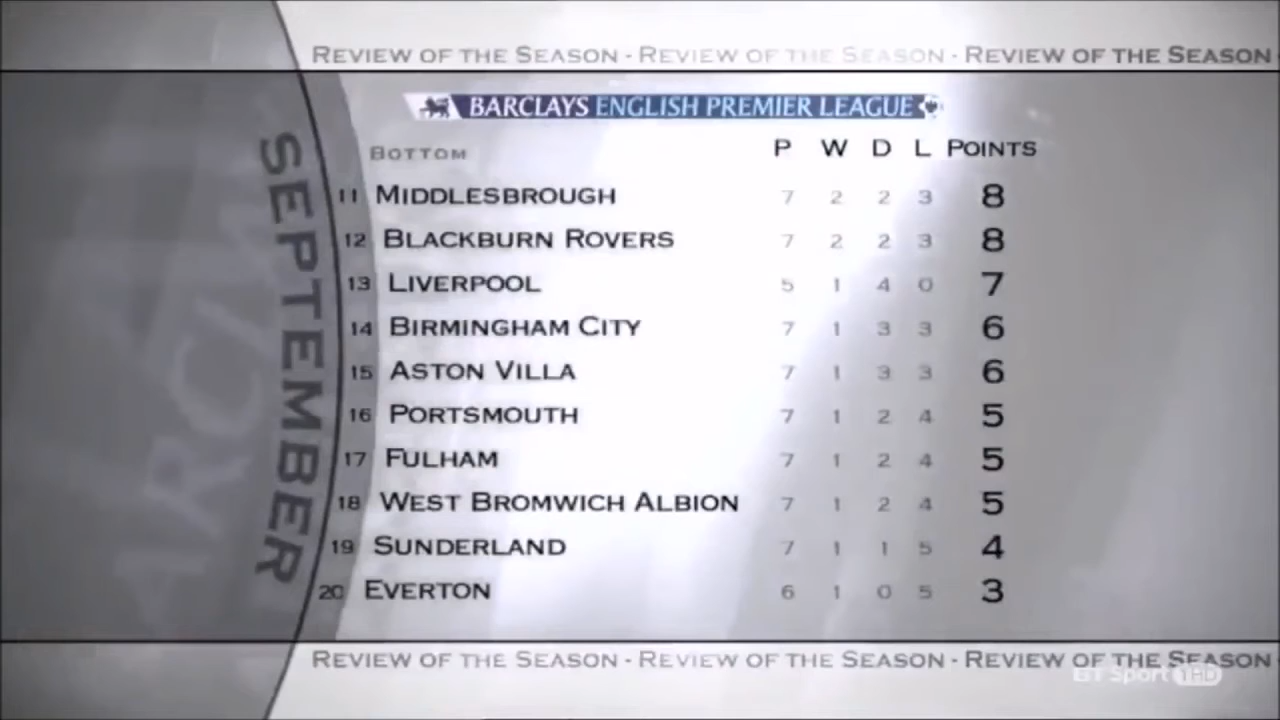 REVIEW OF THE SEASON - REVIEW OF THE SEASON - REVIEW OF THE SEASON
BARCLAYS ENGLISH PREMIER LEAGUE
BOTTOM P W D L POINTS
11 MIDDLESBROUGH 7 2 2 3 8
12 BLACKBURN ROVERS 7 2 2 3 8
13 LIVERPOOL 5 1 4 0 7
14 BIRMINGHAM CITY 7 1 3 3 6
15 ASTON VILLA 7 1 3 3 6
16 PORTSMOUTH 7 1 2 4 5
17 FULHAM 7 1 2 4 5
18 WEST BROMWICH ALBION 7 1 2 4 5
19 SUNDERLAND 7 1 1 5 4
20 EVERTON 6 1 0 5 3
SEPTEMBER
REVIEW OF THE SEASON - REVIEW OF THE SEASON - REVIEW OF THE SEASON
BT Sport 1 HD